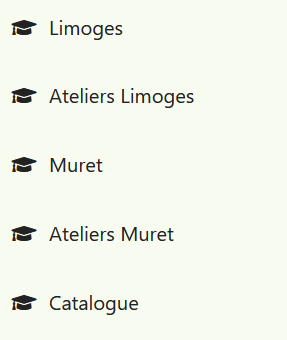 Limoges
Ateliers Limoges
Muret
Ateliers Muret
Catalogue